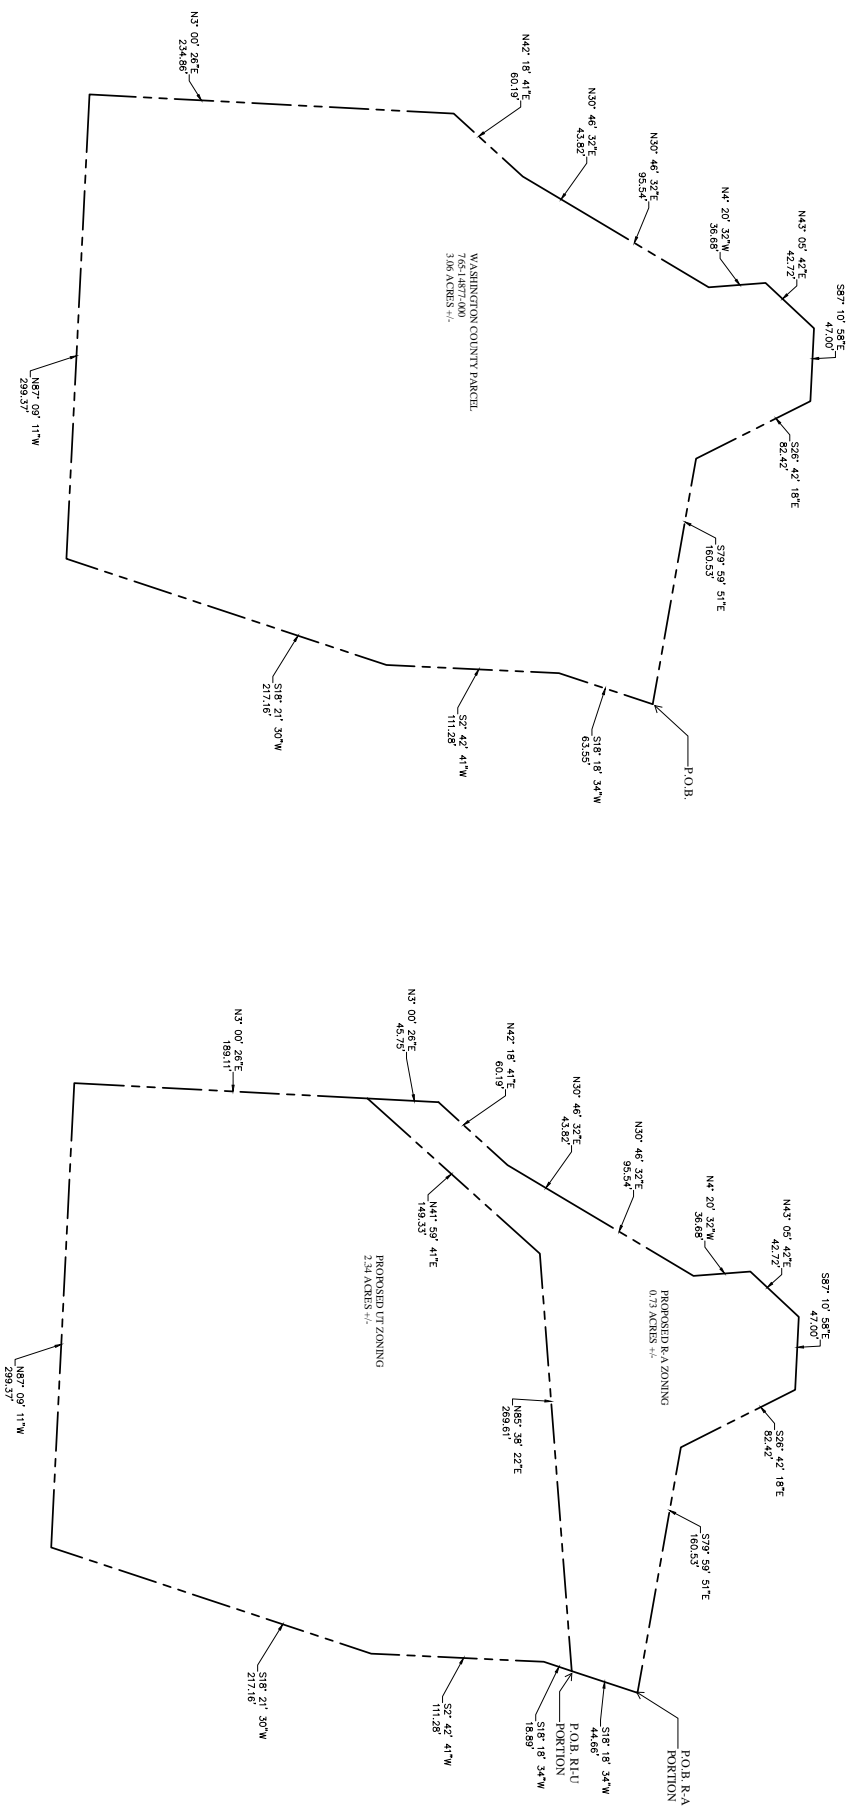 S87° 10' 58"E
47.00'
N43° 05' 42"E
42.72'
N4° 20' 32"W
36.68'
N30° 46' 32"E
95.54'
N30° 46' 32"E
43.82'
N42° 18' 41"E
60.19'
N3° 00' 26"E
234.86'
S26° 42' 18"E
82.42'
S79° 59' 51"E
160.53'
P.O.B.
S18° 18' 34"W
63.55'
S2° 42' 41"W
111.28'
S18° 21' 30"W
217.16'
N87° 09' 11"W
299.37'
WASHINGTON COUNTY PARCEL
765-14877-000
3.06 ACRES +/-
S87° 10' 58"E
47.00'
N43° 05' 42"E
42.72'
N4° 20' 32"W
36.68'
N30° 46' 32"E
95.54'
N30° 46' 32"E
43.82'
N42° 18' 41"E
60.19'
N3° 00' 26"E
45.75'
N3° 00' 26"E
189.11'
S26° 42' 18"E
82.42'
S79° 59' 51"E
160.53'
PROPOSED R-A ZONING
0.73 ACRES +/-
P.O.B. R-A
PORTION
S18° 18' 34"W
44.66'
P.O.B. RI-U
PORTION
S18° 18' 34"W
18.89'
N85° 38' 22"E
269.61'
N41° 59' 41"E
149.33'
PROPOSED UT ZONING
2.34 ACRES +/-
S2° 42' 41"W
111.28'
S18° 21' 30"W
217.16'
N87° 09' 11"W
299.37'